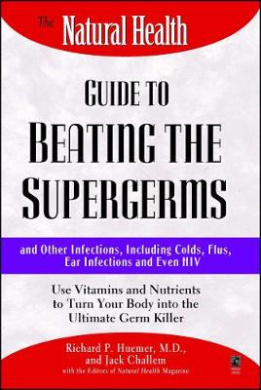 The
Natural Health
GUIDE TO
BEATING THE
SUPERGERMS
and Other Infections, Including Colds, Flus,
Ear Infections and Even HIV
Use Vitamins and Nutrients
to Turn Your Body into the
Ultimate Germ Killer
Richard P. Huemer, M.D.,
and Jack Challem
with the Editors of Natural Health Magazine